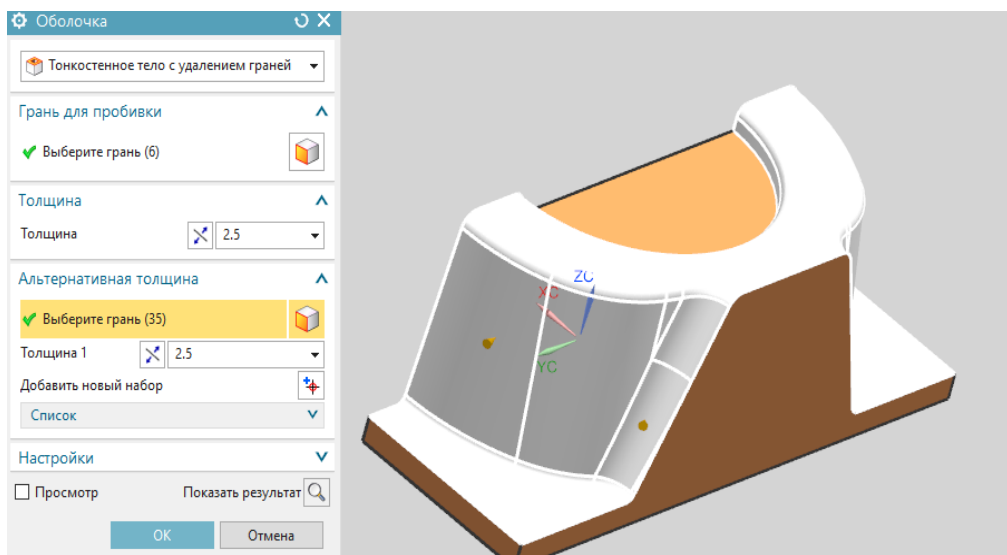 Оболочка
Тонкостенное тело с удалением граней
Грань для пробивки
Выберите грань (6)
Толщина
Толщина 2.5
Альтернативная толщина
Выберите грань (35)
Толщина 1 2.5
Добавить новый набор
Список
Настройки
Просмотр Показать результат
OK Отмена
ZC
XC
YC